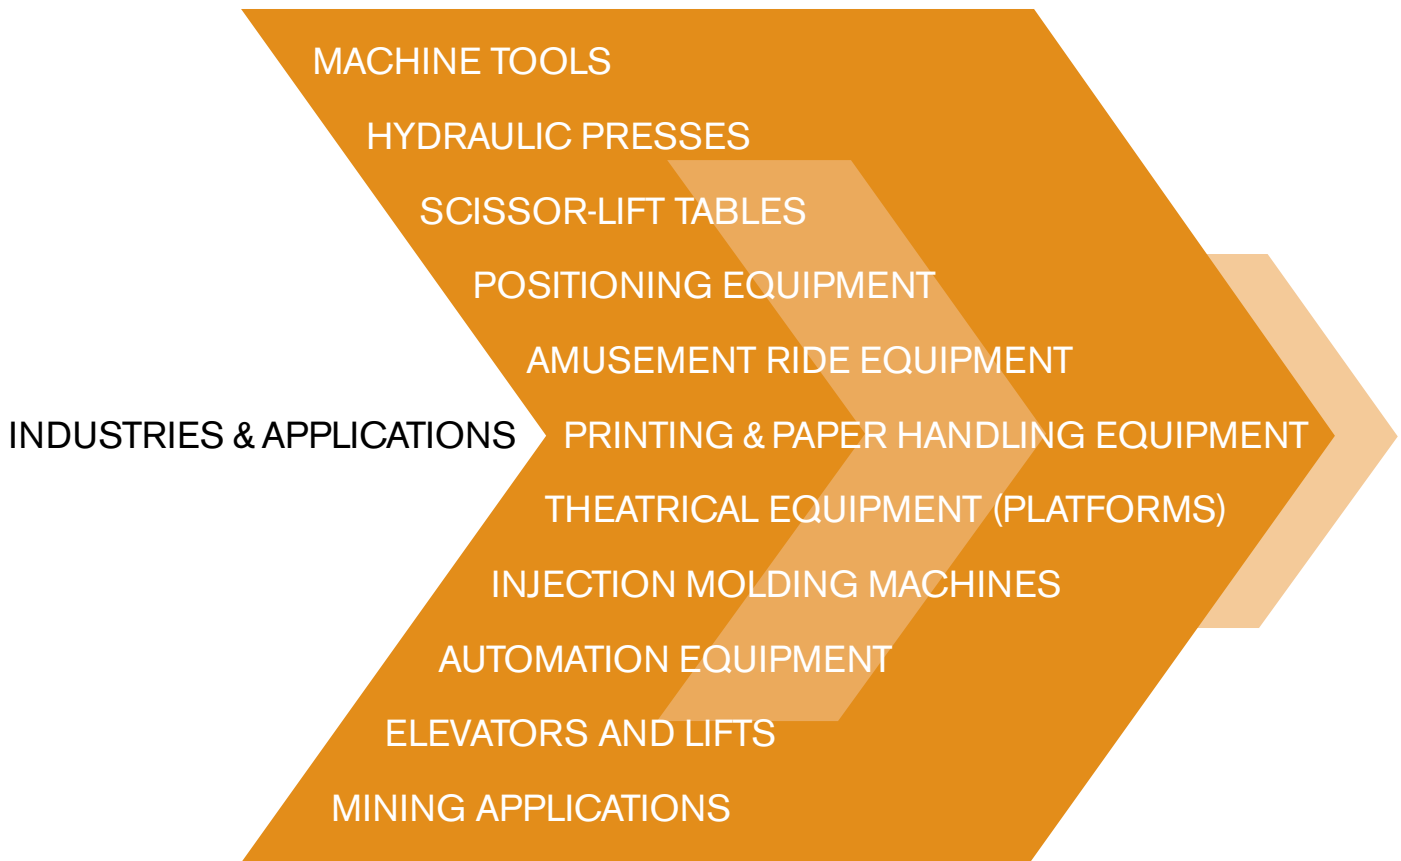 MACHINE TOOLS
HYDRAULIC PRESSES
SCISSOR-LIFT TABLES
POSITIONING EQUIPMENT
AMUSEMENT RIDE EQUIPMENT
INDUSTRIES & APPLICATIONS
PRINTING & PAPER HANDLING EQUIPMENT
THEATRICAL EQUIPMENT (PLATFORMS)
INJECTION MOLDING MACHINES
AUTOMATION EQUIPMENT
ELEVATORS AND LIFTS
MINING APPLICATIONS